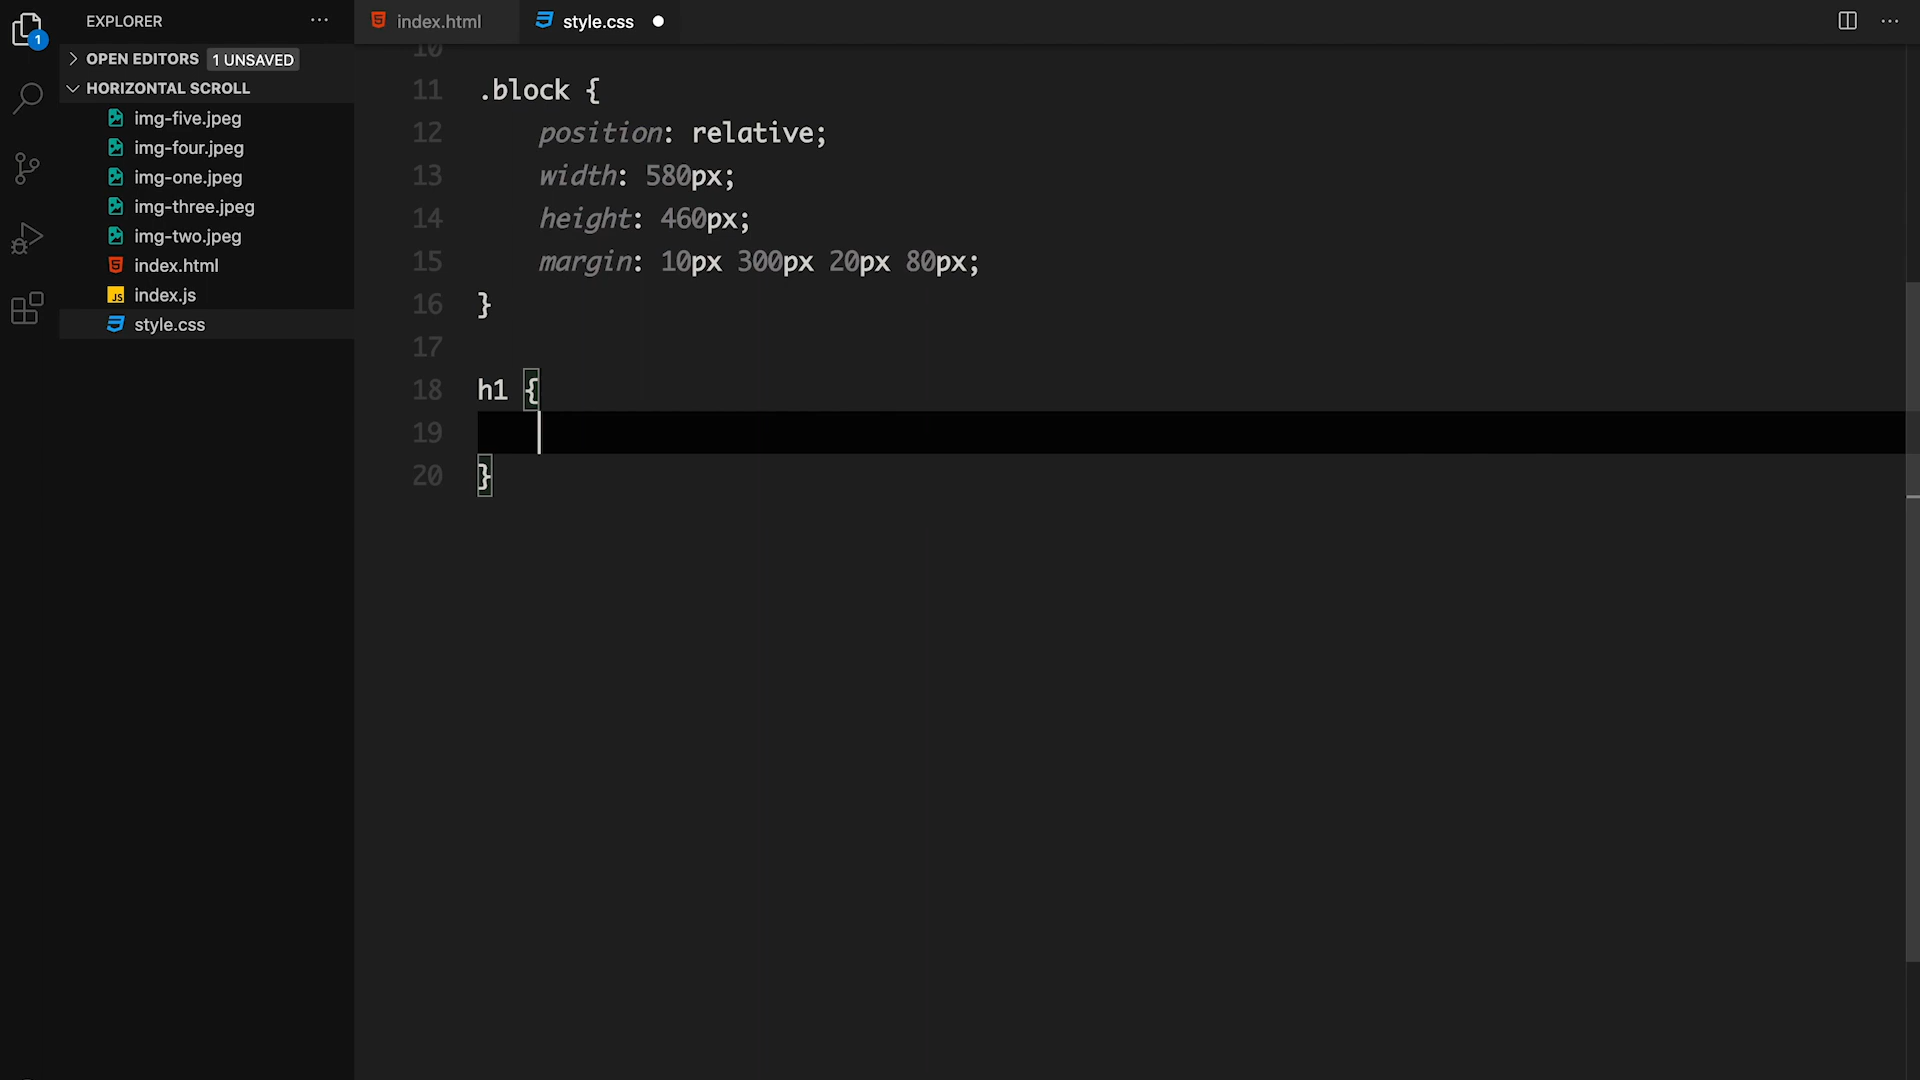 EXPLORER
1
OPEN EDITORS 1 UNSAVED
HORIZONTAL SCROLL
img-five.jpeg
img-four.jpeg
img-one.jpeg
img-three.jpeg
img-two.jpeg
index.html
JS index.js
style.css
index.html
style.css
10
11 .block {
12 position: relative;
13 width: 580px;
14 height: 460px;
15 margin: 10px 300px 20px 80px;
16 }
17
18 h1 {
19
20 }